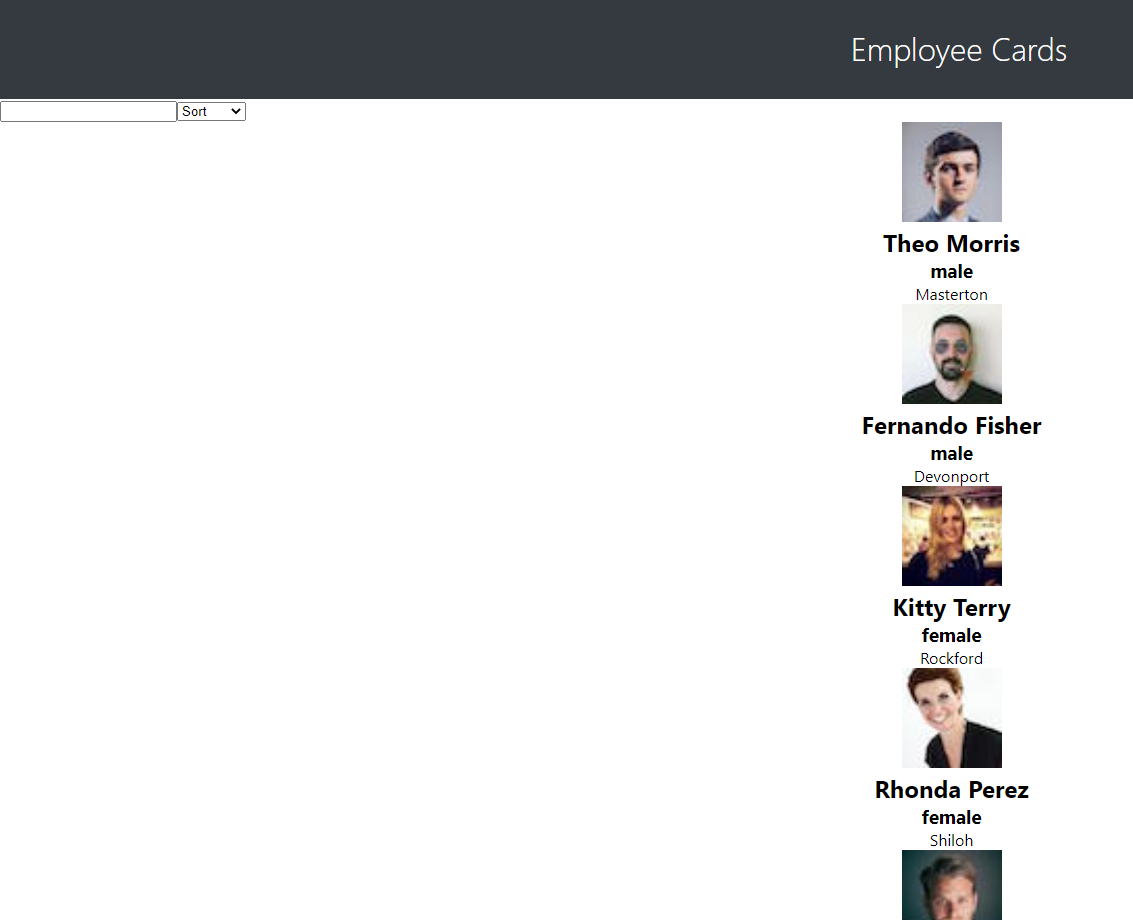 Employee Cards
Sort
Theo Morris
male
Masterton
Fernando Fisher
male
Devonport
Kitty Terry
female
Rockford
Rhonda Perez
female
Shiloh